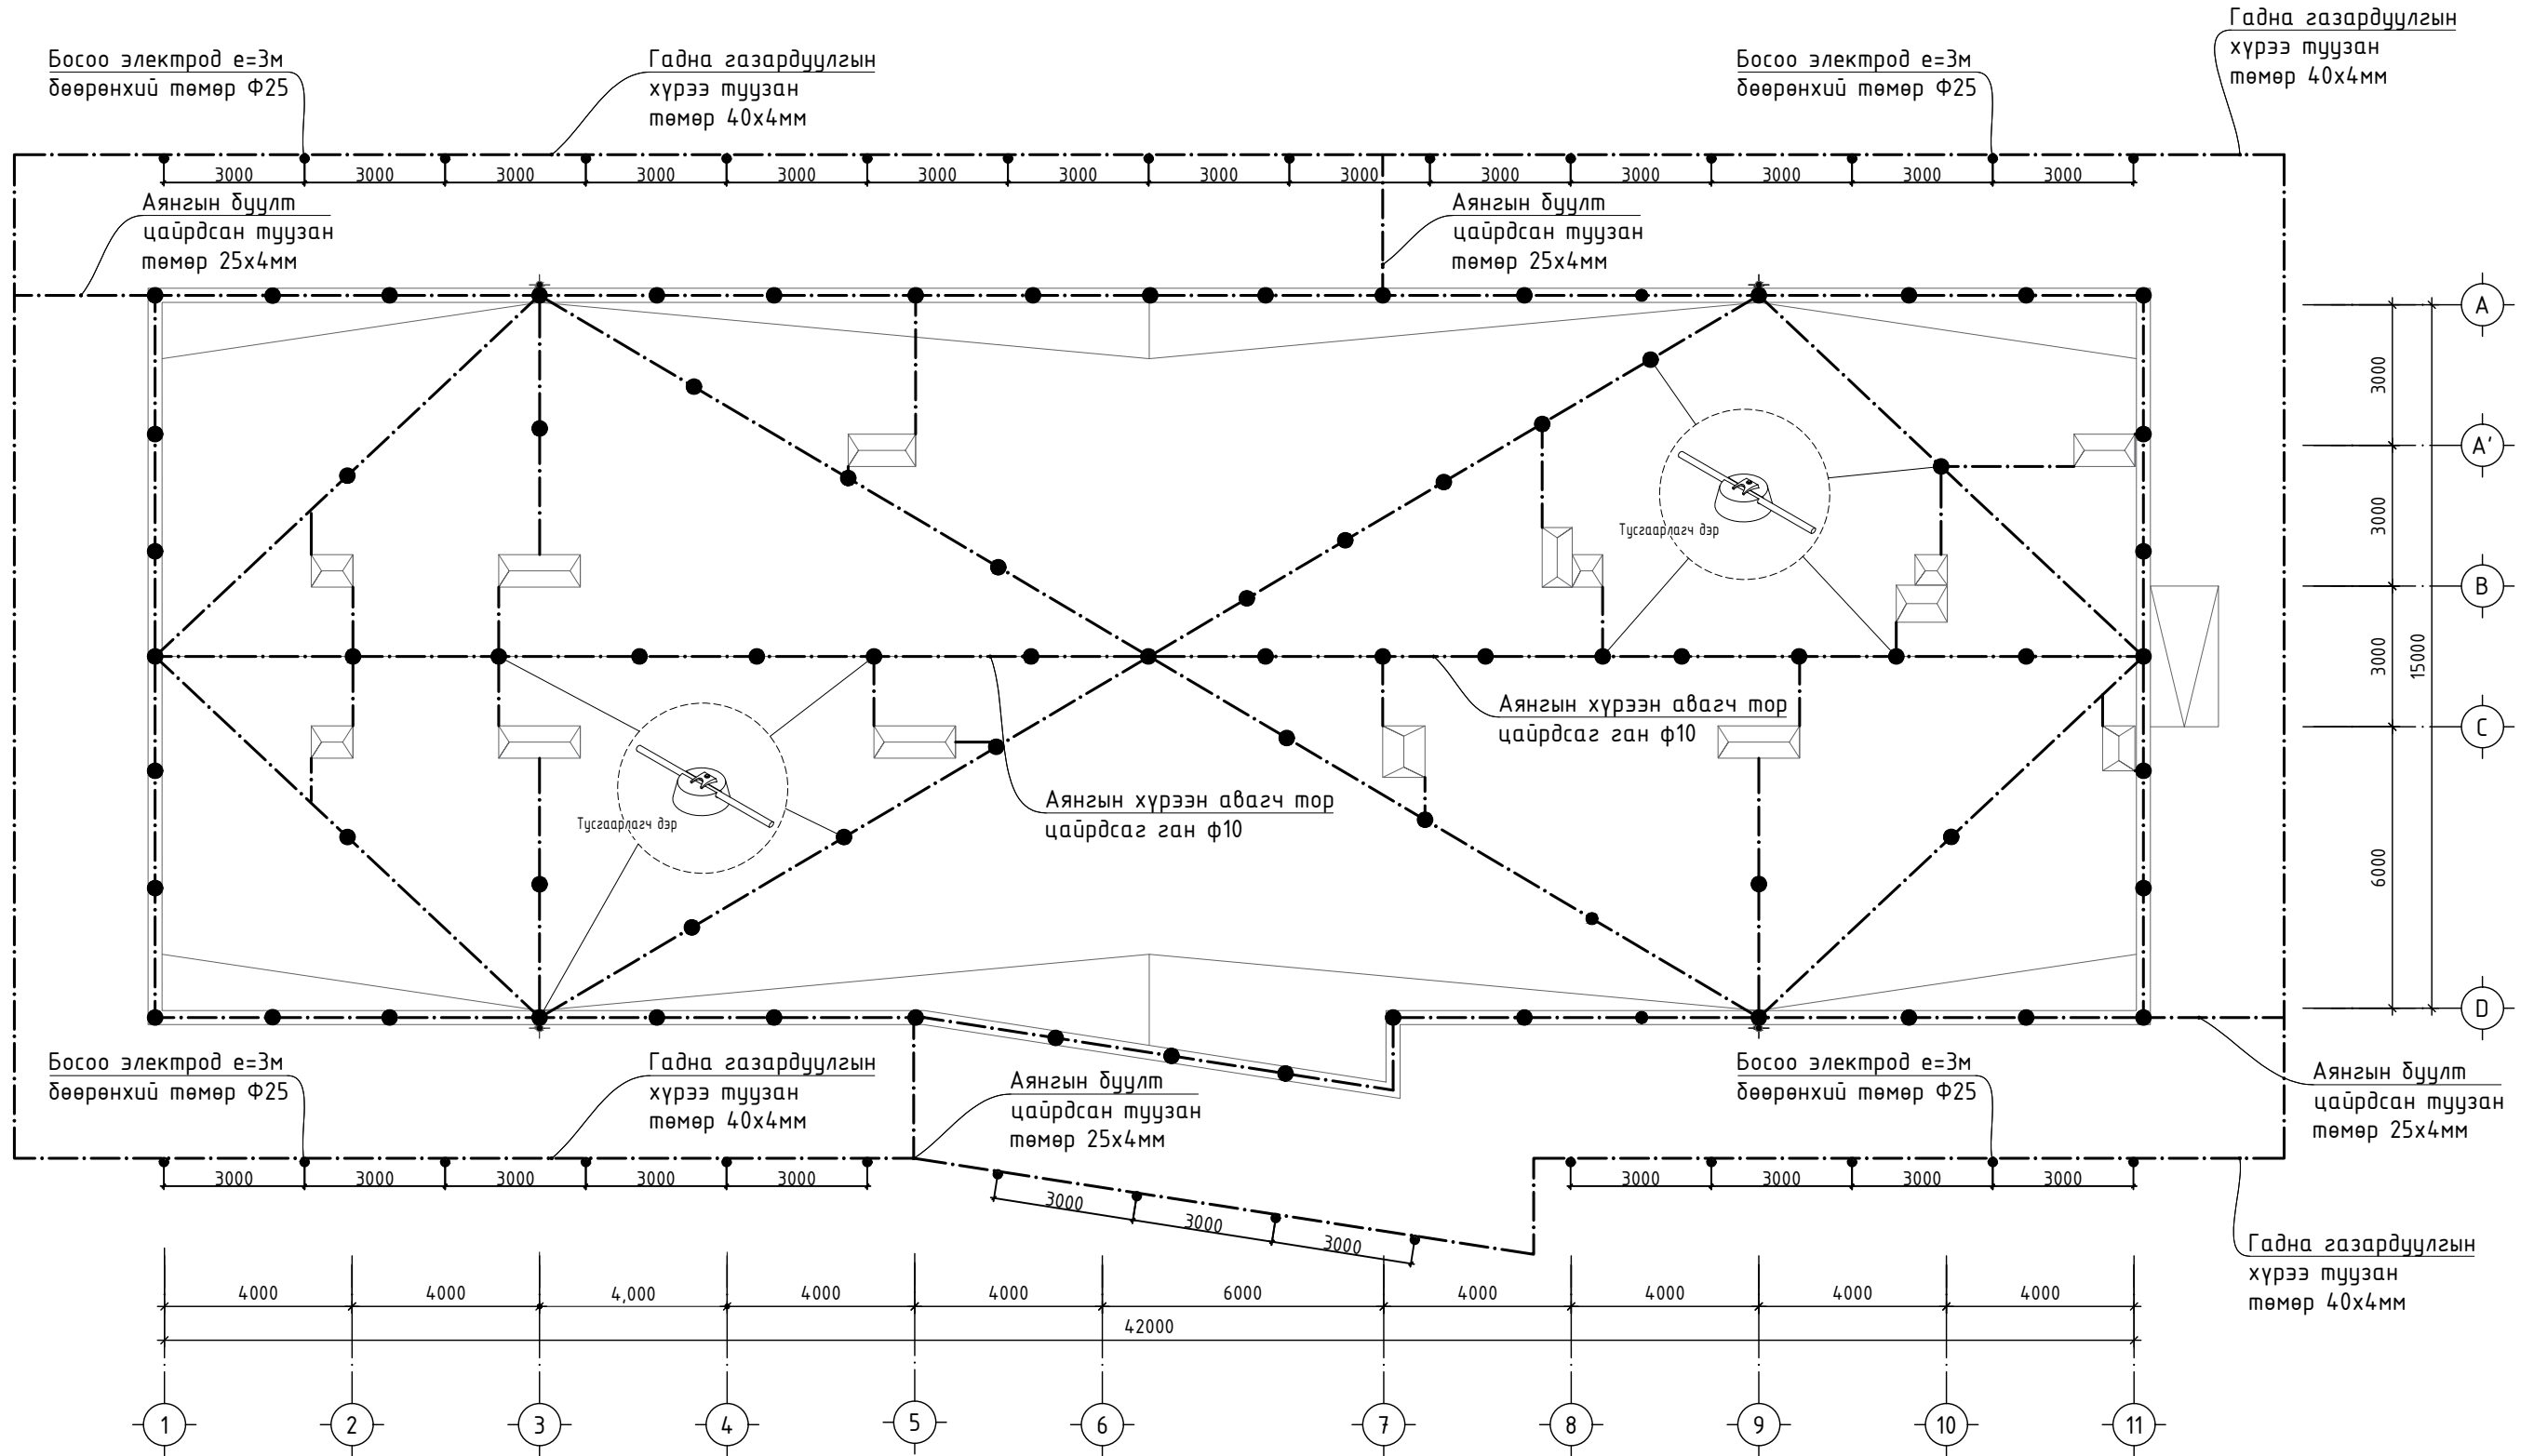 Гадна газардуулгын
хүрээ туузан
төмөр 40х4мм
Босоо электрод е=3м
бөөрөнхий төмөр Ф25
Гадна газардуулгын
хүрээ туузан
төмөр 40х4мм
Босоо электрод е=3м
бөөрөнхий төмөр Ф25
3000 3000 3000 3000 3000 3000 3000 3000 3000 3000 3000 3000 3000 3000
Аянгын буулт
цайрдсан туузан
төмөр 25х4мм
Аянгын буулт
цайрдсан туузан
төмөр 25х4мм
A
3000
A'
3000
B
3000
15000
C
6000
D
Тусгаарлагч дэр
Аянгын хүрээн авагч тор
цайрдсаг ган ф10
Аянгын хүрээн авагч тор
цайрдсаг ган ф10
Тусгаарлагч дэр
Босоо электрод е=3м
бөөрөнхий төмөр Ф25
Гадна газардуулгын
хүрээ туузан
төмөр 40х4мм
Аянгын буулт
цайрдсан туузан
төмөр 25х4мм
Босоо электрод е=3м
бөөрөнхий төмөр Ф25
Аянгын буулт
цайрдсан туузан
төмөр 25х4мм
3000 3000 3000 3000 3000
3000 3000 3000
3000 3000 3000 3000
Гадна газардуулгын
хүрээ туузан
төмөр 40х4мм
4000 4000 4,000 4000 4000 6000 4000 4000 4000 4000
42000
1 2 3 4 5 6 7 8 9 10 11